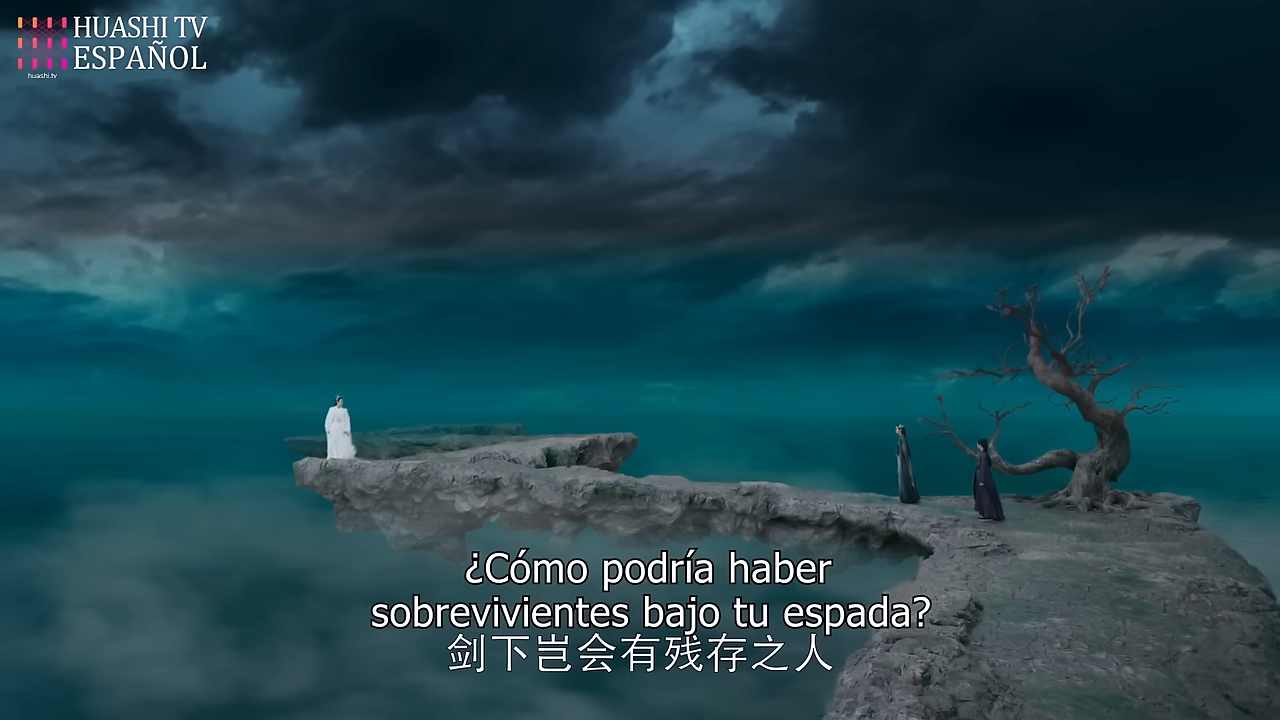 HUASHI TV
ESPAÑOL
huashi.tv
¿Cómo podría haber
sobrevivientes bajo tu espada?
剑下岂会有残存之人